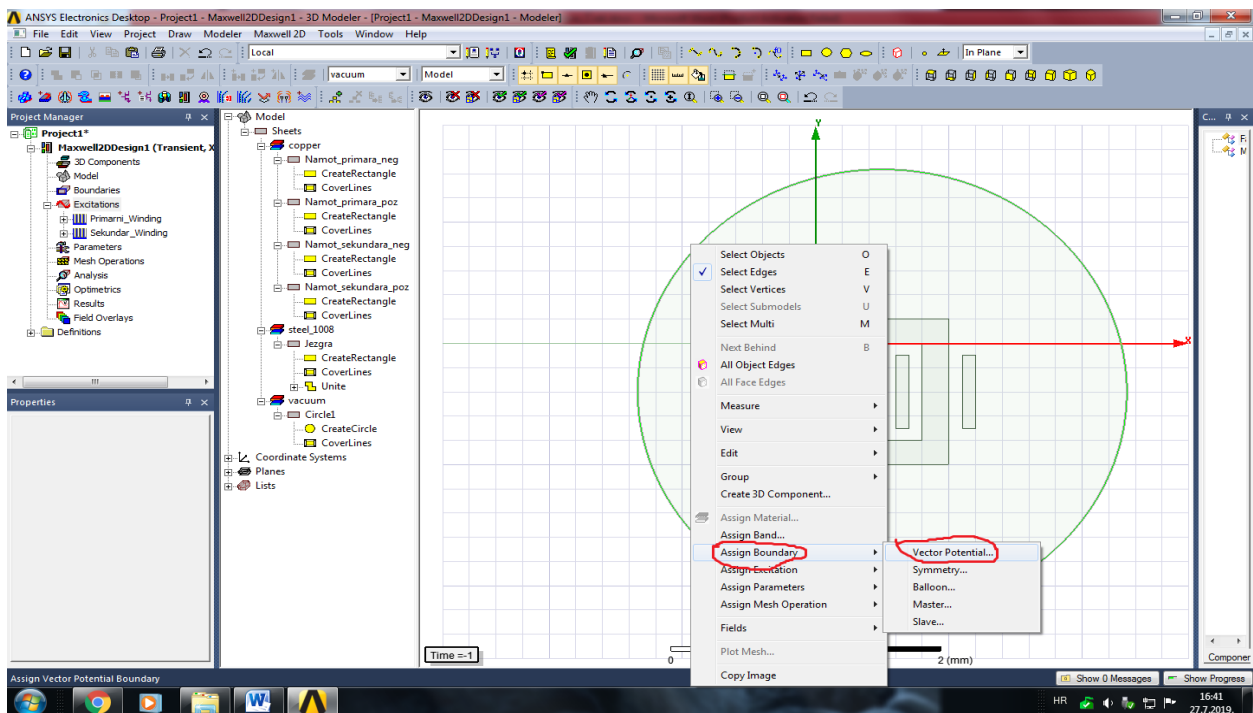 ANSYS Electronics Desktop - Project1 - Maxwell2DDesign1 - 3D Modeler - [Project1 - Maxwell2DDesign1 - Modeler]
File Edit View Project Draw Modeler Maxwell 2D Tools Window Help
Local
In Plane
vacuum
Model
Project Manager
Project1*
Maxwell2DDesign1 (Transient, X
3D Components
Model
Boundaries
Excitations
Primarni_Winding
Sekundar_Winding
Parameters
Mesh Operations
Analysis
Optimetrics
Results
Field Overlays
Definitions
Properties
Model
Sheets
copper
Namot_primara_neg
CreateRectangle
CoverLines
Namot_primara_poz
CreateRectangle
CoverLines
Namot_sekundara_neg
CreateRectangle
CoverLines
Namot_sekundara_poz
CreateRectangle
CoverLines
steel_1008
Jezgra
CreateRectangle
CoverLines
Unite
vacuum
Circle1
CreateCircle
CoverLines
Coordinate Systems
Planes
Lists
Y
X
Select Objects O
Select Edges E
Select Vertices V
Select Submodels U
Select Multi M
Next Behind B
All Object Edges
All Face Edges
Measure
View
Edit
Group
Create 3D Component...
Assign Material...
Assign Band...
Assign Boundary
Assign Excitation
Assign Parameters
Assign Mesh Operation
Fields
Plot Mesh...
Copy Image
Vector Potential...
Symmetry...
Balloon...
Master...
Slave...
Time =-1
0
2 (mm)
C...
M
Componer
Assign Vector Potential Boundary
Show 0 Messages
Show Progress
HR
16:41
27.7.2019.